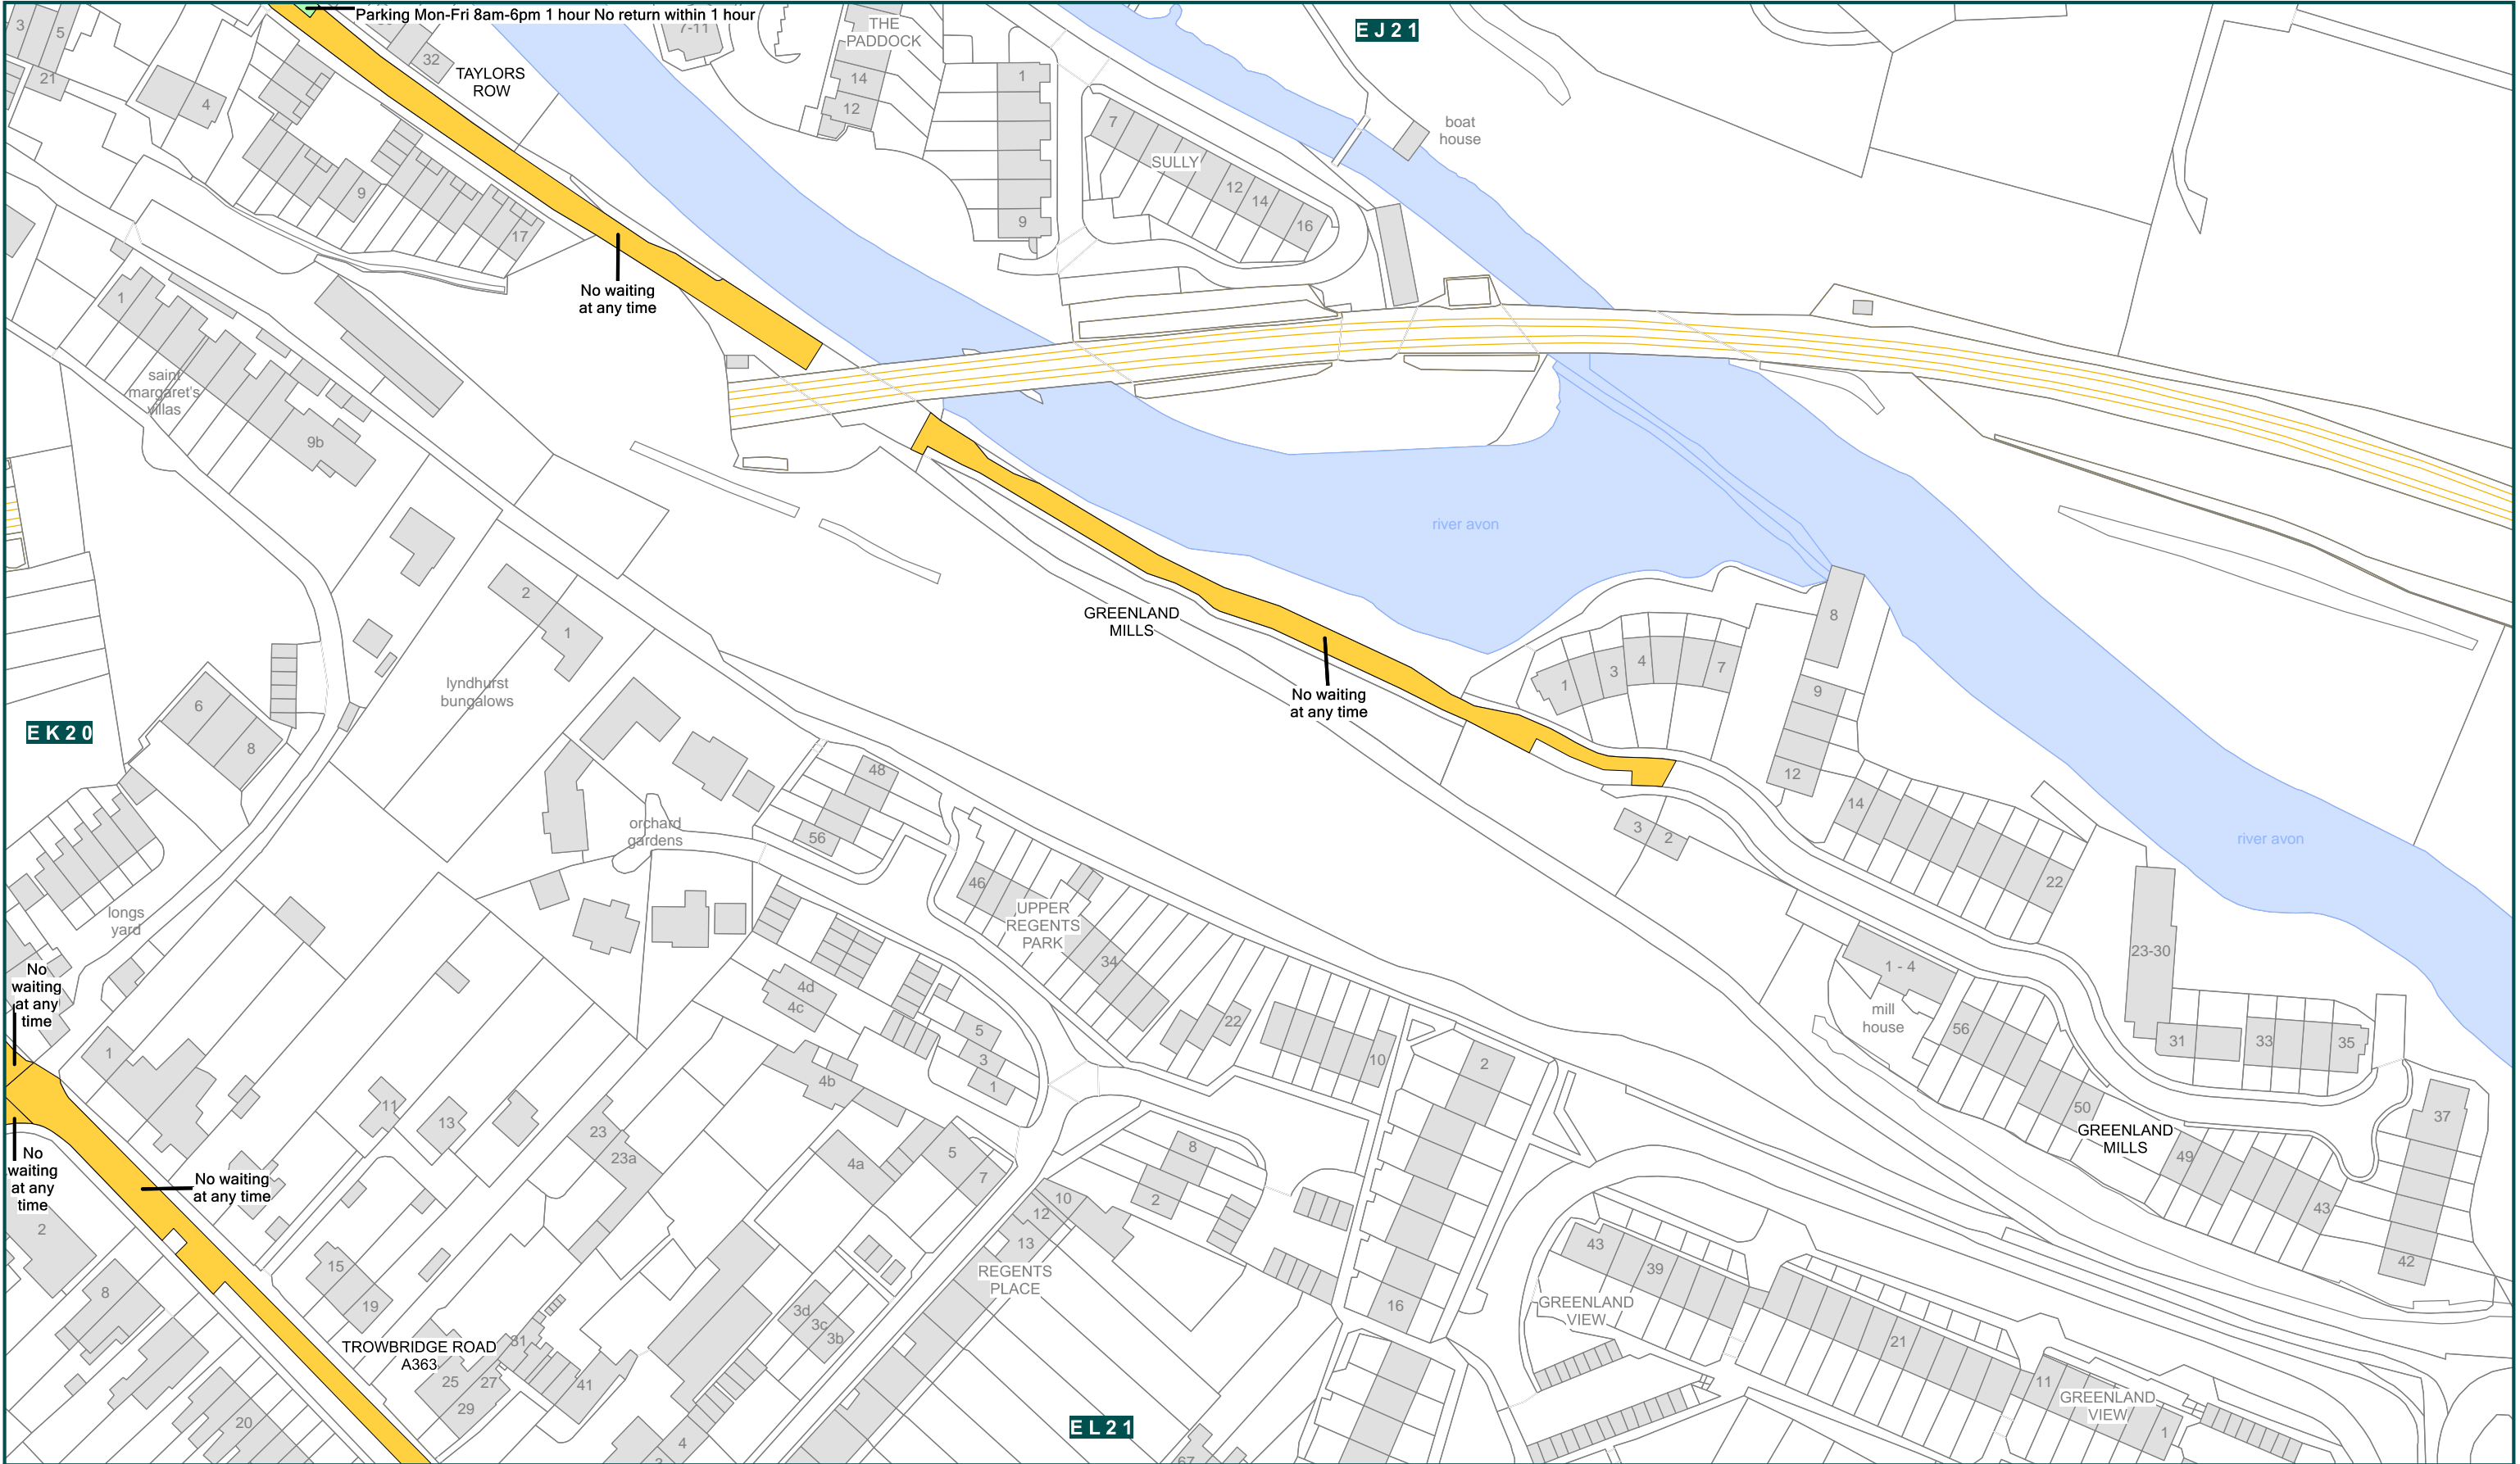 Parking Mon-Fri 8am-6pm 1 hour No return within 1 hour
EJ21
3
5
21
4
32
TAYLORS
ROW
7-11
THE
PADDOCK
14
12
1
9
7
SULLY
12
14
16
boat
house
9
17
No waiting
at any time
1
saint
margaret's
villas
9b
river avon
2
1
lyndhurst
bungalows
GREENLAND
MILLS
No waiting
at any time
1
3
4
7
8
9
12
14
22
3
2
river avon
EK20
6
8
48
56
orchard
gardens
46
UPPER
REGENTS
PARK
34
22
10
longs
yard
No
waiting
at any
time
4d
4c
5
3
1
4b
1
11
13
23
23a
4a
5
7
No
waiting
at any
time
No waiting
at any time
2
8
15
19
20
TROWBRIDGE ROAD
A363
25
27
29
31
41
3d
3c
3b
4
3
10
12
13
REGENTS
PLACE
8
2
2
16
EL21
67
23-30
1 - 4
mill
house
56
50
31
33
35
GREENLAND
MILLS
49
43
37
42
43
39
GREENLAND
VIEW
21
11
GREENLAND
VIEW
1